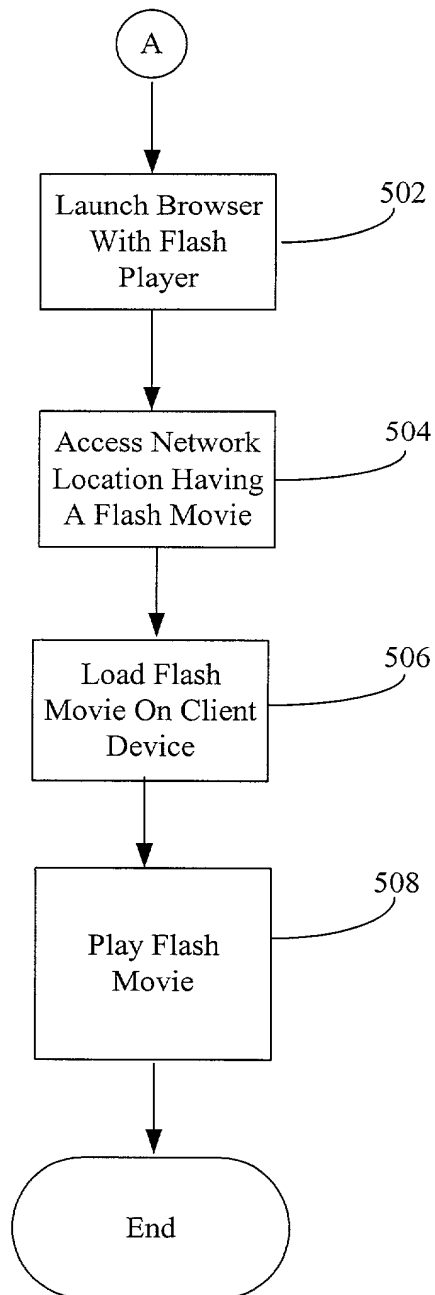 A
Launch Browser
With Flash
Player
502
Access Network
Location Having
A Flash Movie
504
Load Flash
Movie On Client
Device
506
Play Flash
Movie
508
End